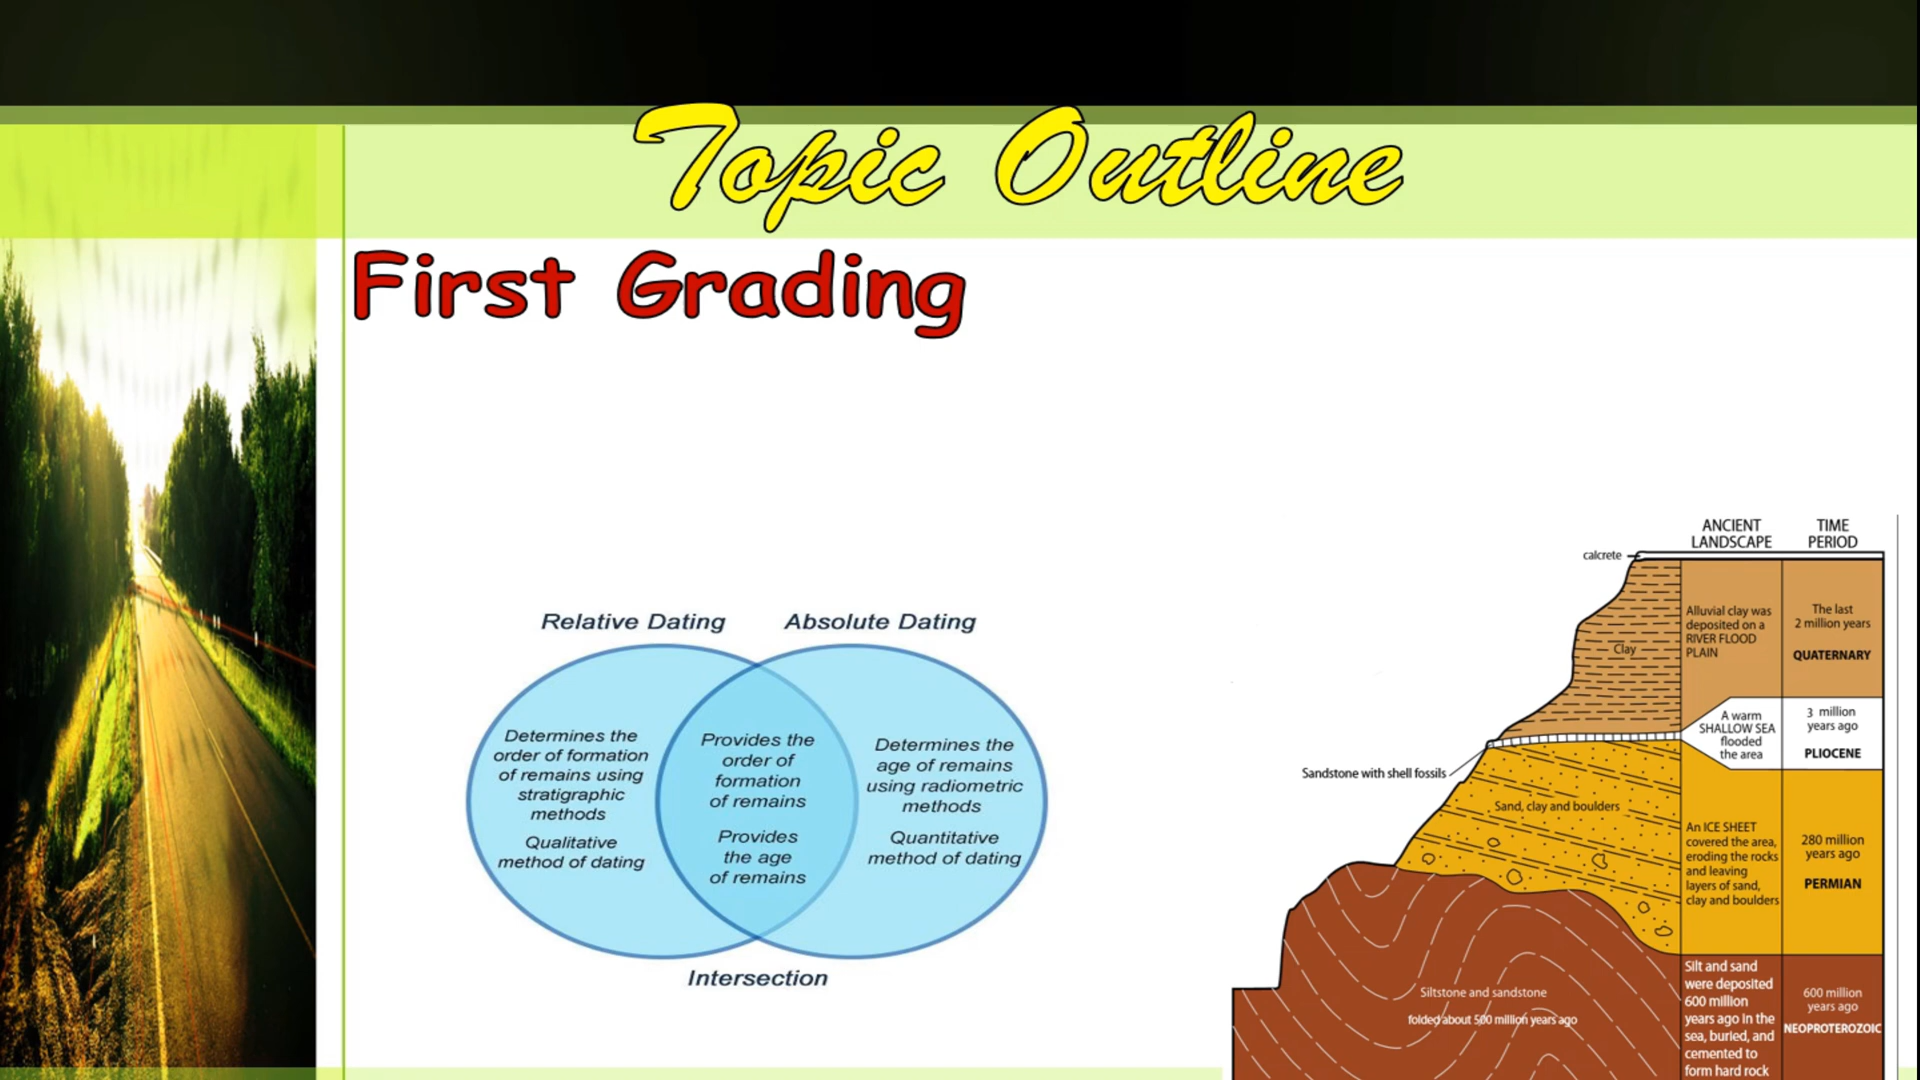 Topic Outline
First Grading
Relative Dating
Absolute Dating
Determines the
order of formation
of remains using
stratigraphic
methods
Qualitative
method of dating
Provides the
order of
formation
of remains
Provides
the age
of remains
Determines the
age of remains
using radiometric
methods
Quantitative
method of dating
Intersection
ANCIENT
LANDSCAPE
TIME
PERIOD
calcrete
Clay
Alluvial clay was
deposited on a
RIVER FLOOD
PLAIN
The last
2 million years
QUATERNARY
Sandstone with shell fossils
A warm
SHALLOW SEA
flooded
the area
3 million
years ago
PLIOCENE
Sand, clay and boulders
An ICE SHEET
covered the area,
eroding the rocks
and leaving
layers of sand,
clay and boulders
280 million
years ago
PERMIAN
Siltstone and sandstone
folded about 500 million years ago
Silt and sand
were deposited
600 million
years ago in the
sea, buried, and
cemented to
form hard rock
600 million
years ago
NEOPROTEROZOIC